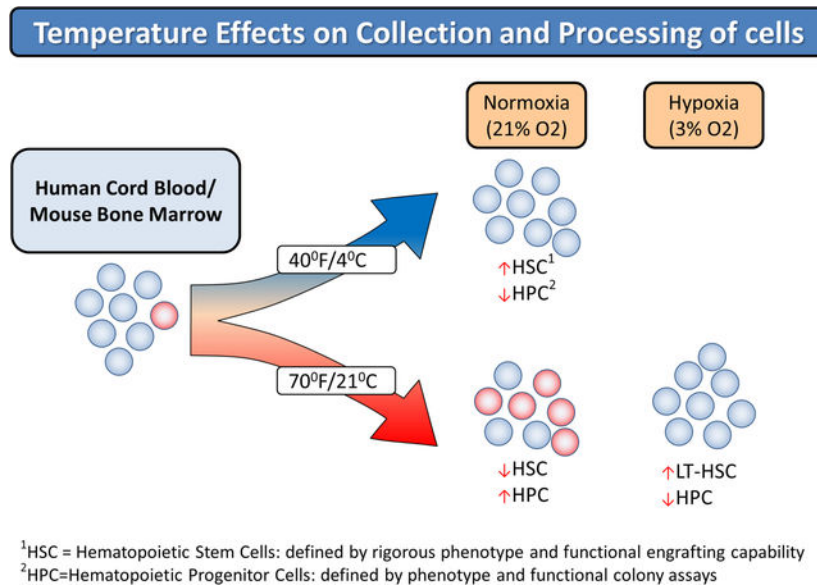 Temperature Effects on Collection and Processing of cells
Normoxia
(21% O2)
Hypoxia
(3% O2)
Human Cord Blood/
Mouse Bone Marrow
40⁰F/4⁰C
↑HSC¹
↓HPC²
70⁰F/21⁰C
↓HSC
↑HPC
↑LT-HSC
↓HPC
¹HSC = Hematopoietic Stem Cells: defined by rigorous phenotype and functional engrafting capability
²HPC=Hematopoietic Progenitor Cells: defined by phenotype and functional colony assays